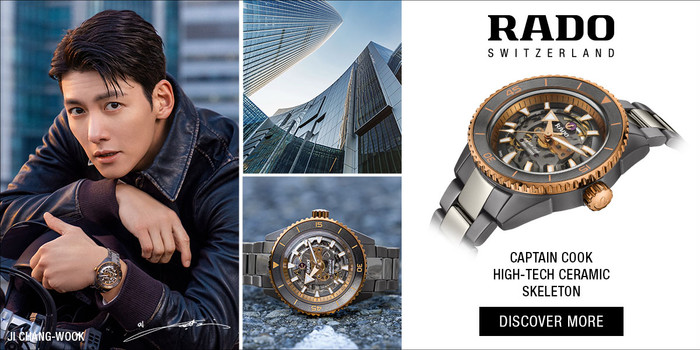 JI CHANG-WOOK
RADO
SWITZERLAND
CAPTAIN COOK
HIGH-TECH CERAMIC
SKELETON
DISCOVER MORE